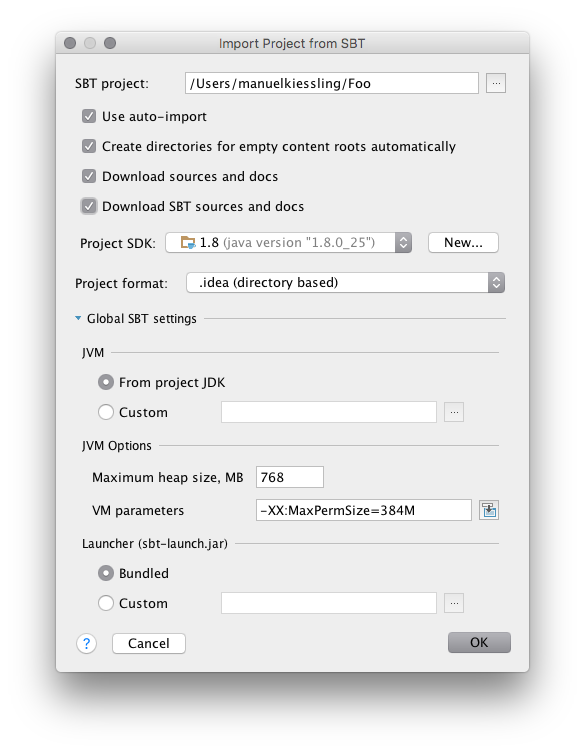 Import Project from SBT
SBT project: /Users/manuelkiessling/Foo ...
Use auto-import
Create directories for empty content roots automatically
Download sources and docs
Download SBT sources and docs
Project SDK: 1.8 (java version "1.8.0_25") New...
Project format: .idea (directory based)
Global SBT settings
JVM
From project JDK
Custom ...
JVM Options
Maximum heap size, MB 768
VM parameters -XX:MaxPermSize=384M
Launcher (sbt-launch.jar)
Bundled
Custom ...
? Cancel OK